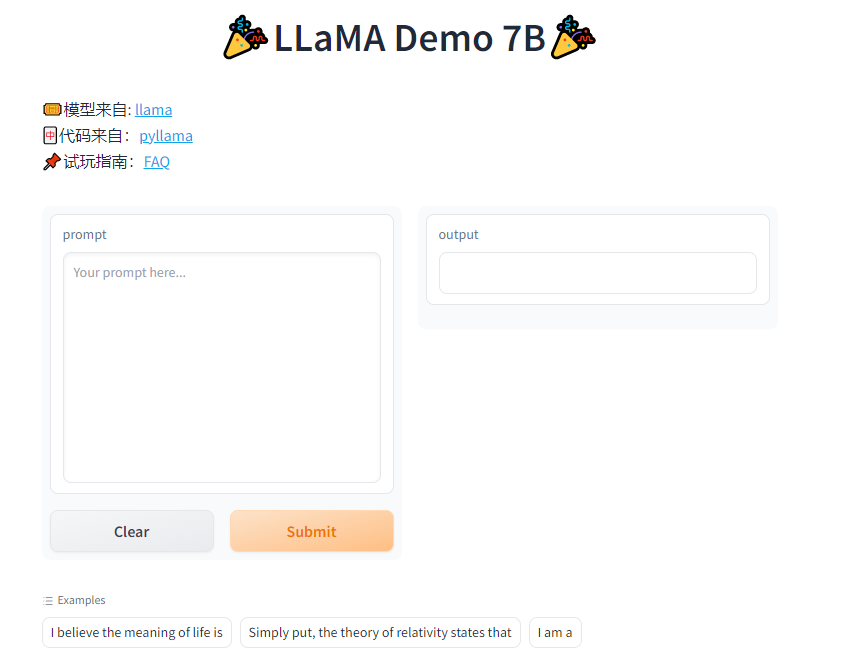 🎉LLaMA Demo 7B🎉
🎫模型来自: llama
🀄代码来自：pyllama
📌试玩指南：FAQ
prompt
output
Your prompt here...
Clear
Submit
Examples
I believe the meaning of life is
Simply put, the theory of relativity states that
I am a